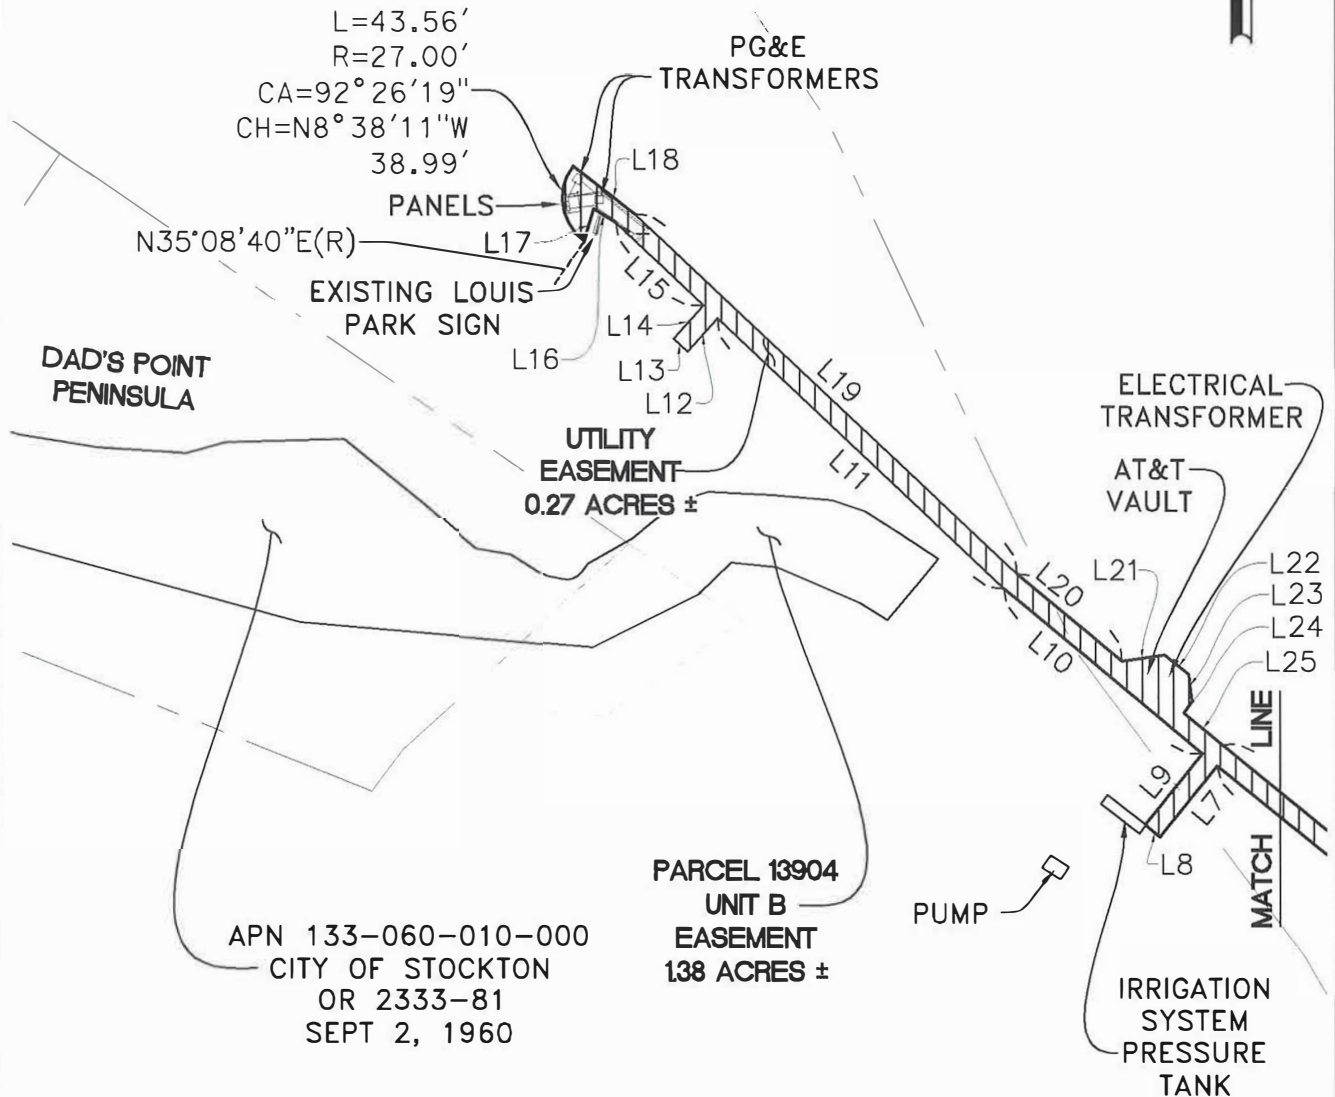 L=43.56'
R=27.00'
CA=92°26'19"
CH=N8°38'11"W
38.99'
PG&E
TRANSFORMERS
L18
PANELS
N35°08'40"E(R)
L17
L15
EXISTING LOUIS
PARK SIGN
L14
L16
L13
L12
DAD'S POINT
PENINSULA
L19
L11
UTILITY
EASEMENT
0.27 ACRES ±
ELECTRICAL
TRANSFORMER
AT&T
VAULT
L20
L10
L21
L22
L23
L24
L25
MATCH LINE
L9
L7
L8
PARCEL 13904
UNIT B
EASEMENT
1.38 ACRES ±
PUMP
APN 133-060-010-000
CITY OF STOCKTON
OR 2333-81
SEPT 2, 1960
IRRIGATION
SYSTEM
PRESSURE
TANK